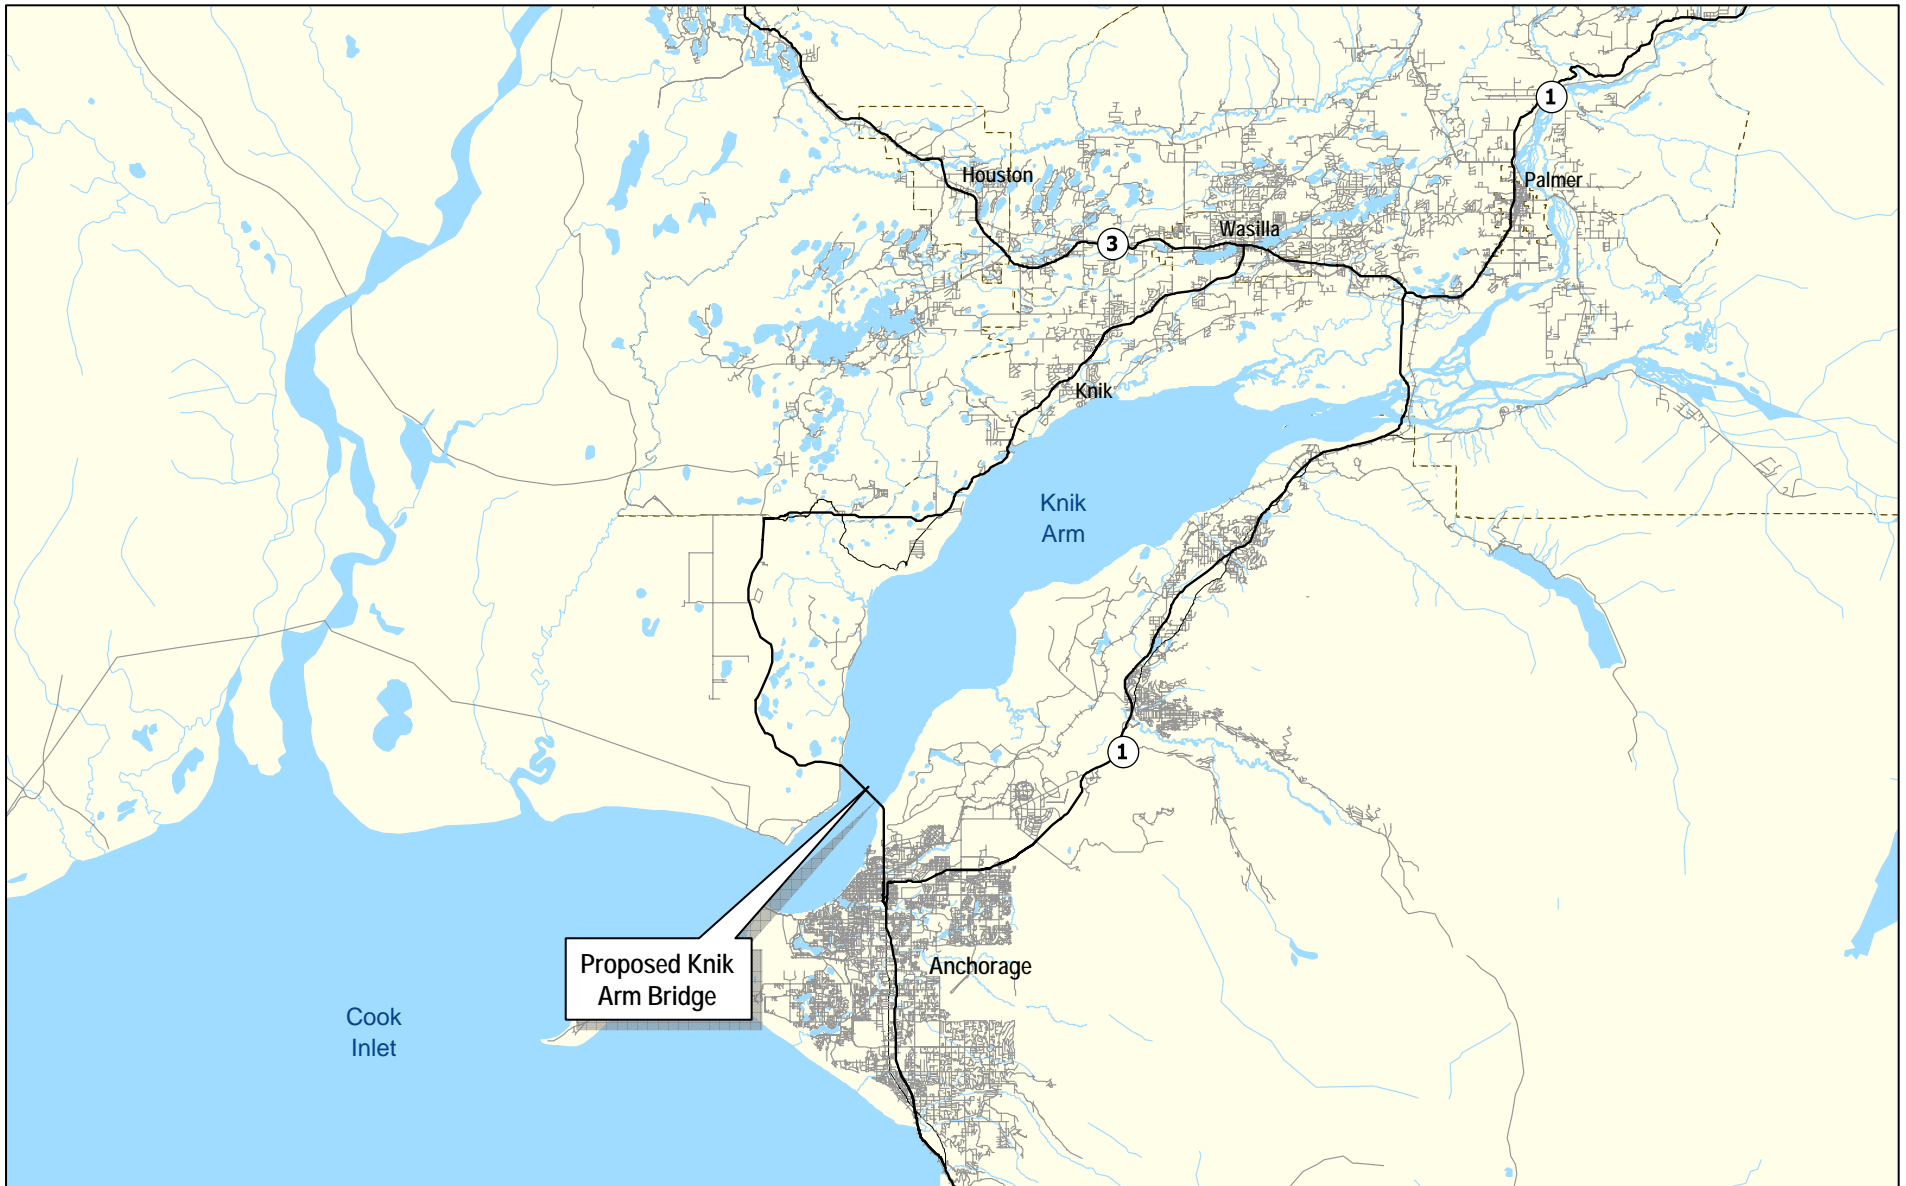 1
Houston
Palmer
Wasilla
3
Knik
Knik
Arm
1
Proposed Knik
Arm Bridge
Anchorage
Cook
Inlet